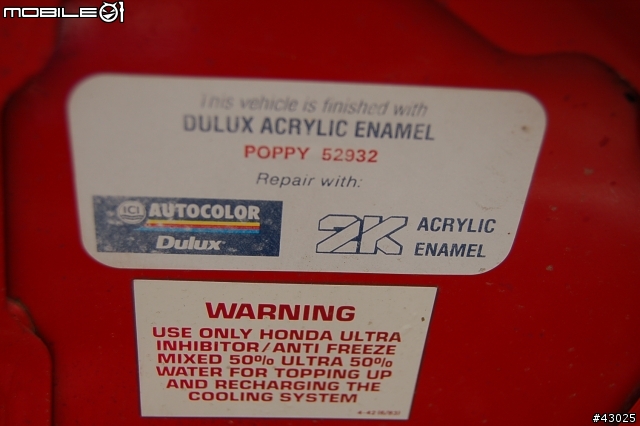 MOBILE01
This vehicle is finished with
DULUX ACRYLIC ENAMEL
POPPY 52932
Repair with:
ICI AUTOCOLOR
Dulux
2K ACRYLIC
ENAMEL
WARNING
USE ONLY HONDA ULTRA
INHIBITOR/ANTI FREEZE
MIXED 50% ULTRA 50%
WATER FOR TOPPING UP
AND RECHARGING THE
COOLING SYSTEM
#43025